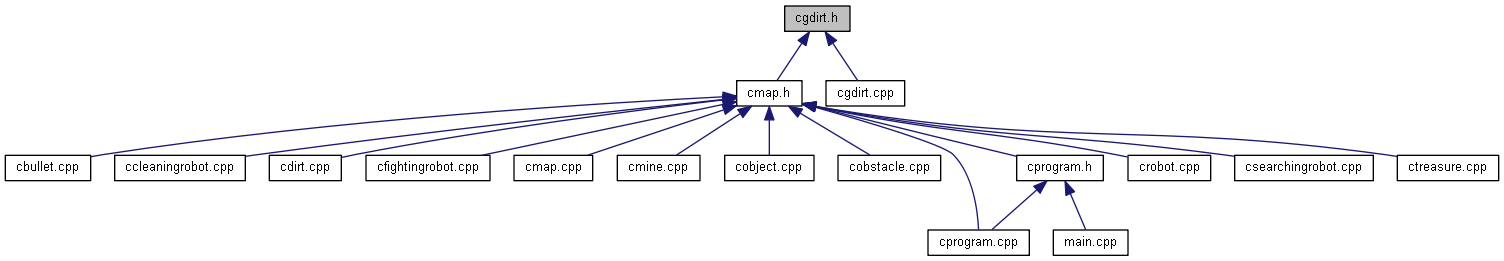 cgdirt.h
cmap.h
cgdirt.cpp
cbullet.cpp
ccleaningrobot.cpp
cdirt.cpp
cfightingrobot.cpp
cmap.cpp
cmine.cpp
cobject.cpp
cobstacle.cpp
cprogram.h
crobot.cpp
csearchingrobot.cpp
ctreasure.cpp
cprogram.cpp
main.cpp